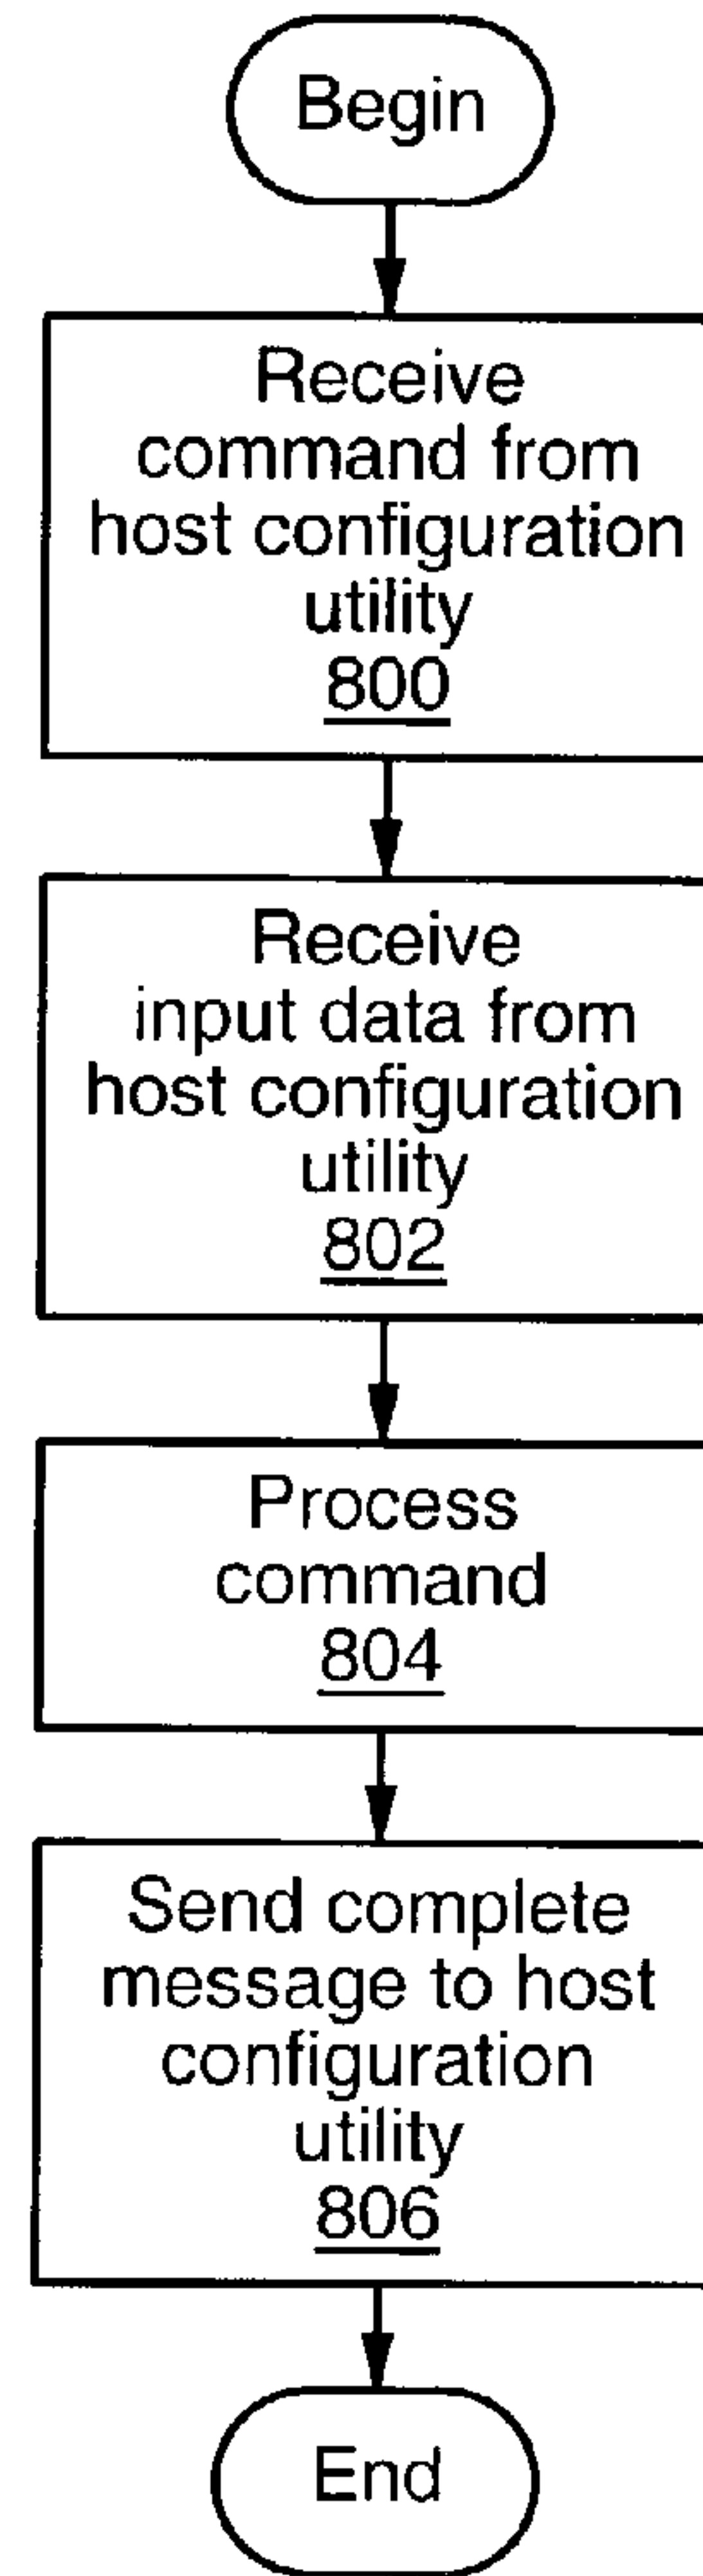 Begin
Receive
command from
host configuration
utility
800
Receive
input data from
host configuration
utility
802
Process
command
804
Send complete
message to host
configuration
utility
806
End